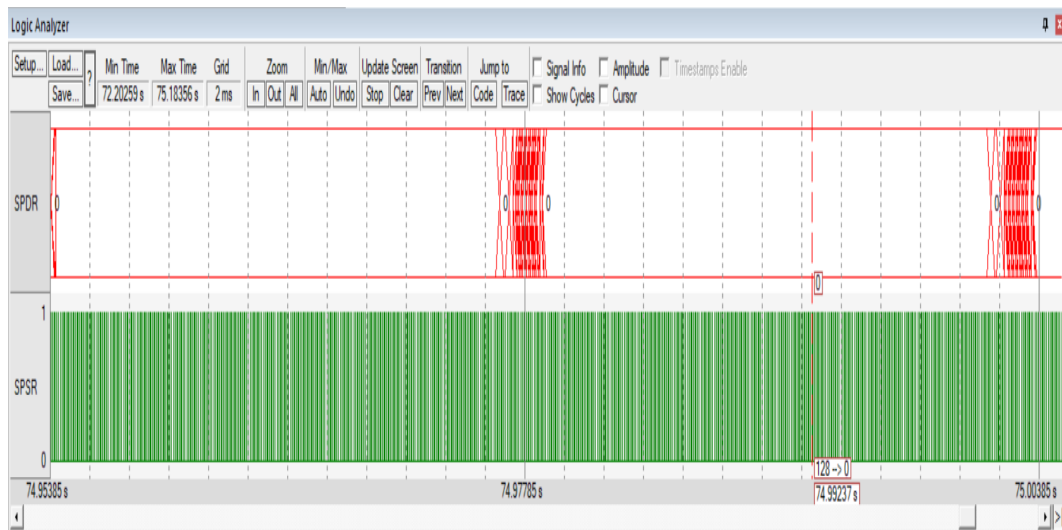 Logic Analyzer
Setup... Load... ? Min Time Max Time Grid Zoom Min/Max Update Screen Transition Jump to Signal Info Amplitude Timestamps Enable
Save... 72.20259 s 75.18356 s 2 ms In Out All Auto Undo Stop Clear Prev Next Code Trace Show Cycles Cursor
SPDR 0 0 0 0 0
0
1
SPSR
0
128 --> 0
74.95385 s 74.97785 s 74.99237 s 75.00385 s